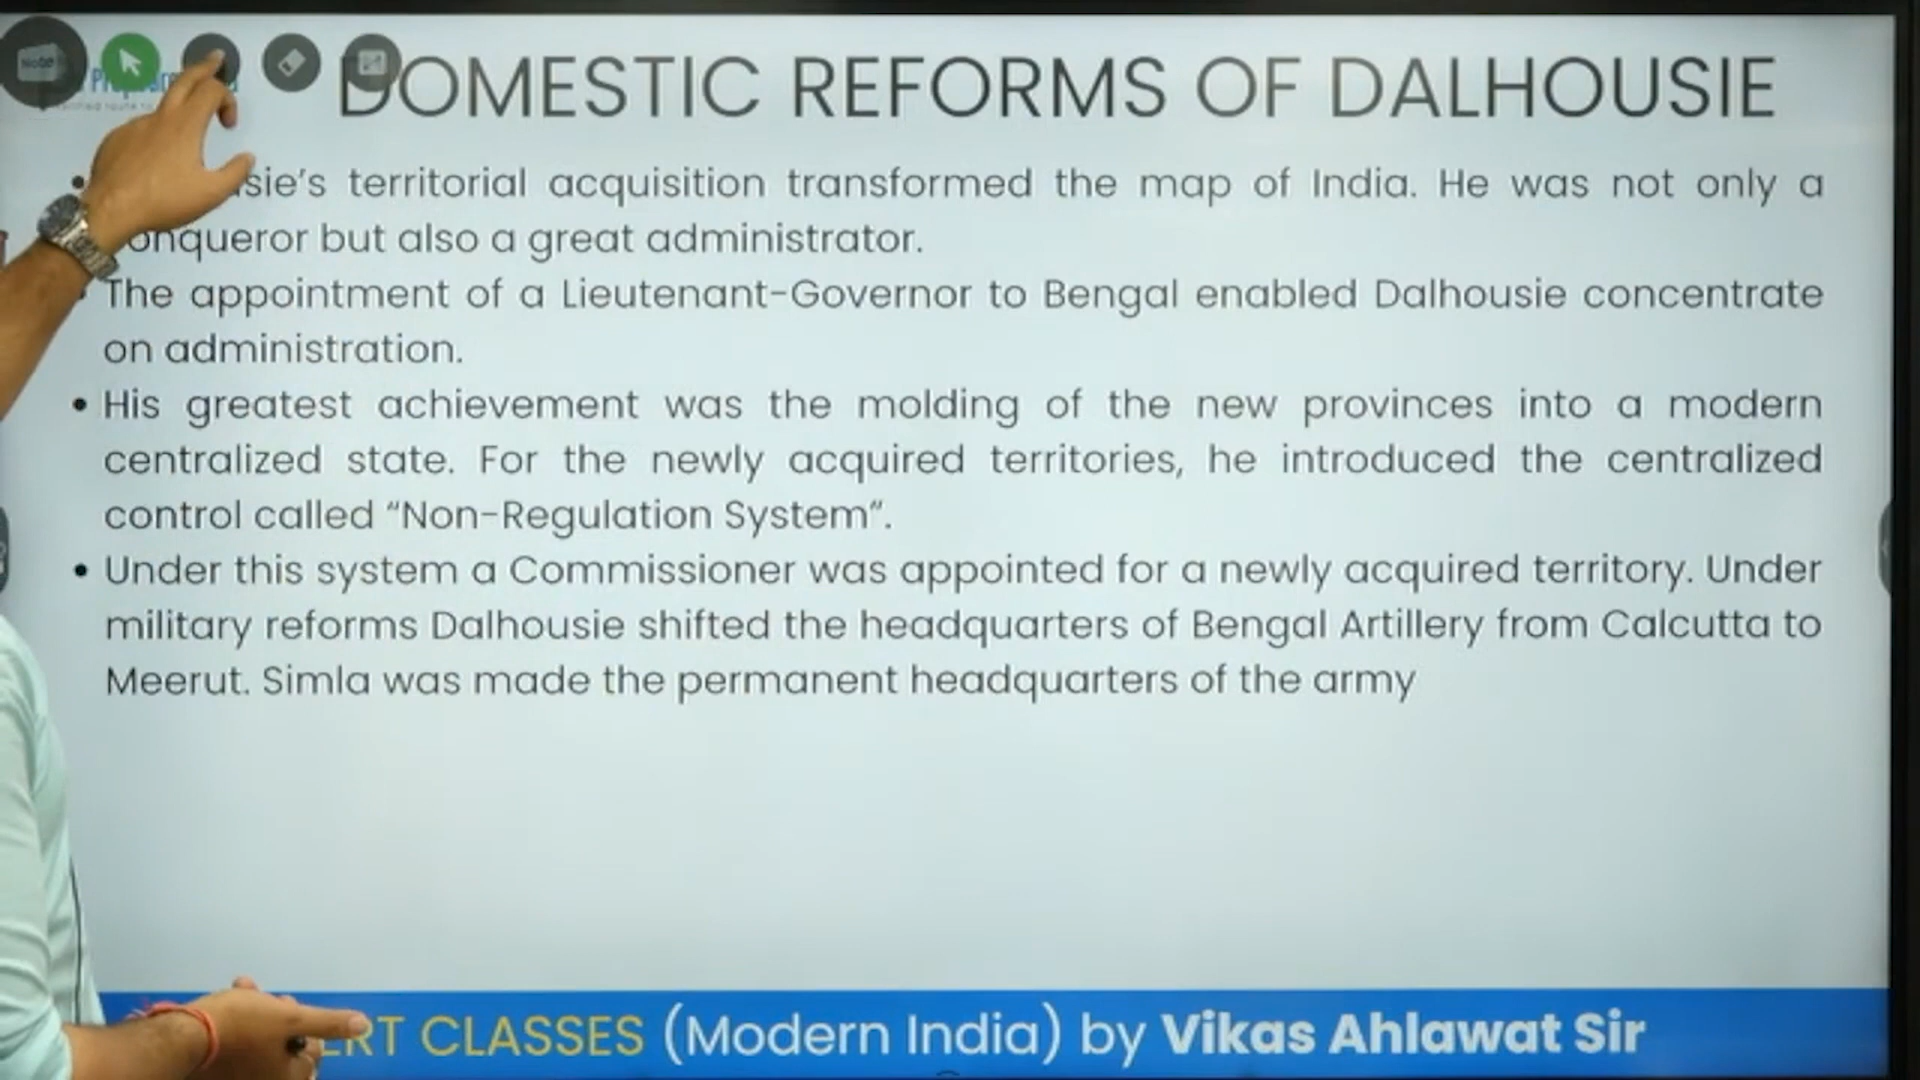 Note
DOMESTIC REFORMS OF DALHOUSIE
territorial acquisition transformed the map of India. He was not only a
conqueror but also a great administrator.
• The appointment of a Lieutenant-Governor to Bengal enabled Dalhousie concentrate
on administration.
• His greatest achievement was the molding of the new provinces into a modern
centralized state. For the newly acquired territories, he introduced the centralized
control called “Non-Regulation System”.
• Under this system a Commissioner was appointed for a newly acquired territory. Under
military reforms Dalhousie shifted the headquarters of Bengal Artillery from Calcutta to
Meerut. Simla was made the permanent headquarters of the army
CLASSES (Modern India) by Vikas Ahlawat Sir